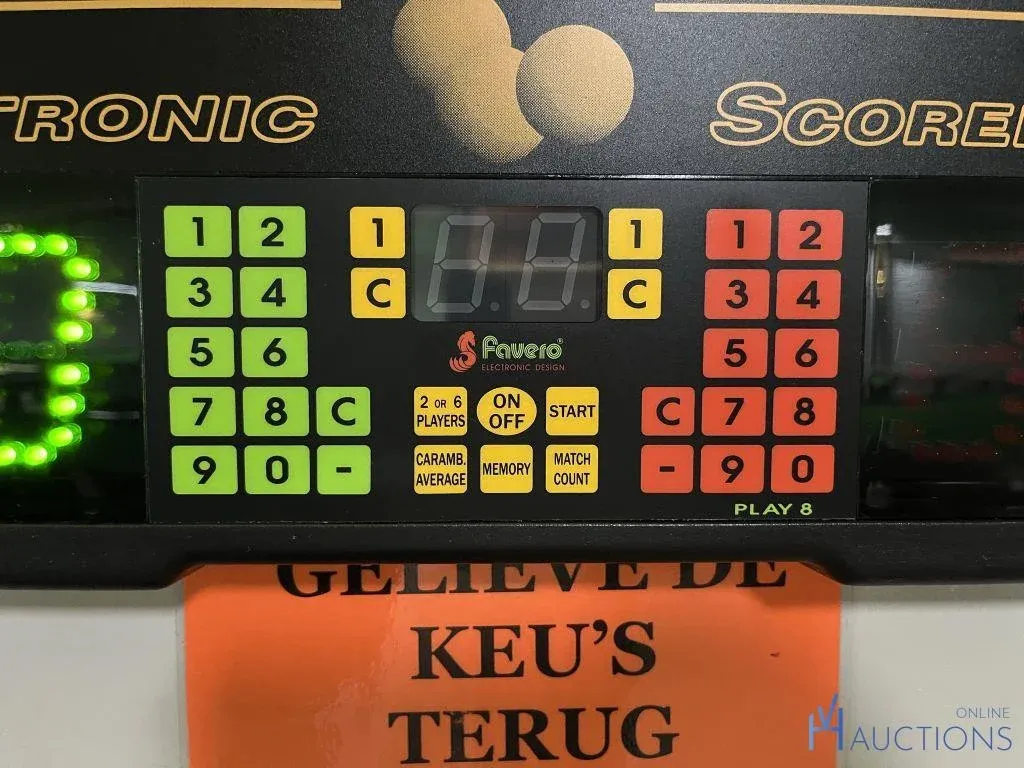 TRONIC SCORE
1 2 1 1 1 2
3 4 C C 3 4
Favero
ELECTRONIC DESIGN
5 6 5 6
7 8 C 2 OR 6 PLAYERS ON OFF START C 7 8
9 0 - CARAMB. AVERAGE MEMORY MATCH COUNT - 9 0
PLAY 8
GELIEVE DE
KEU'S
TERUG
ONLINE
AUCTIONS